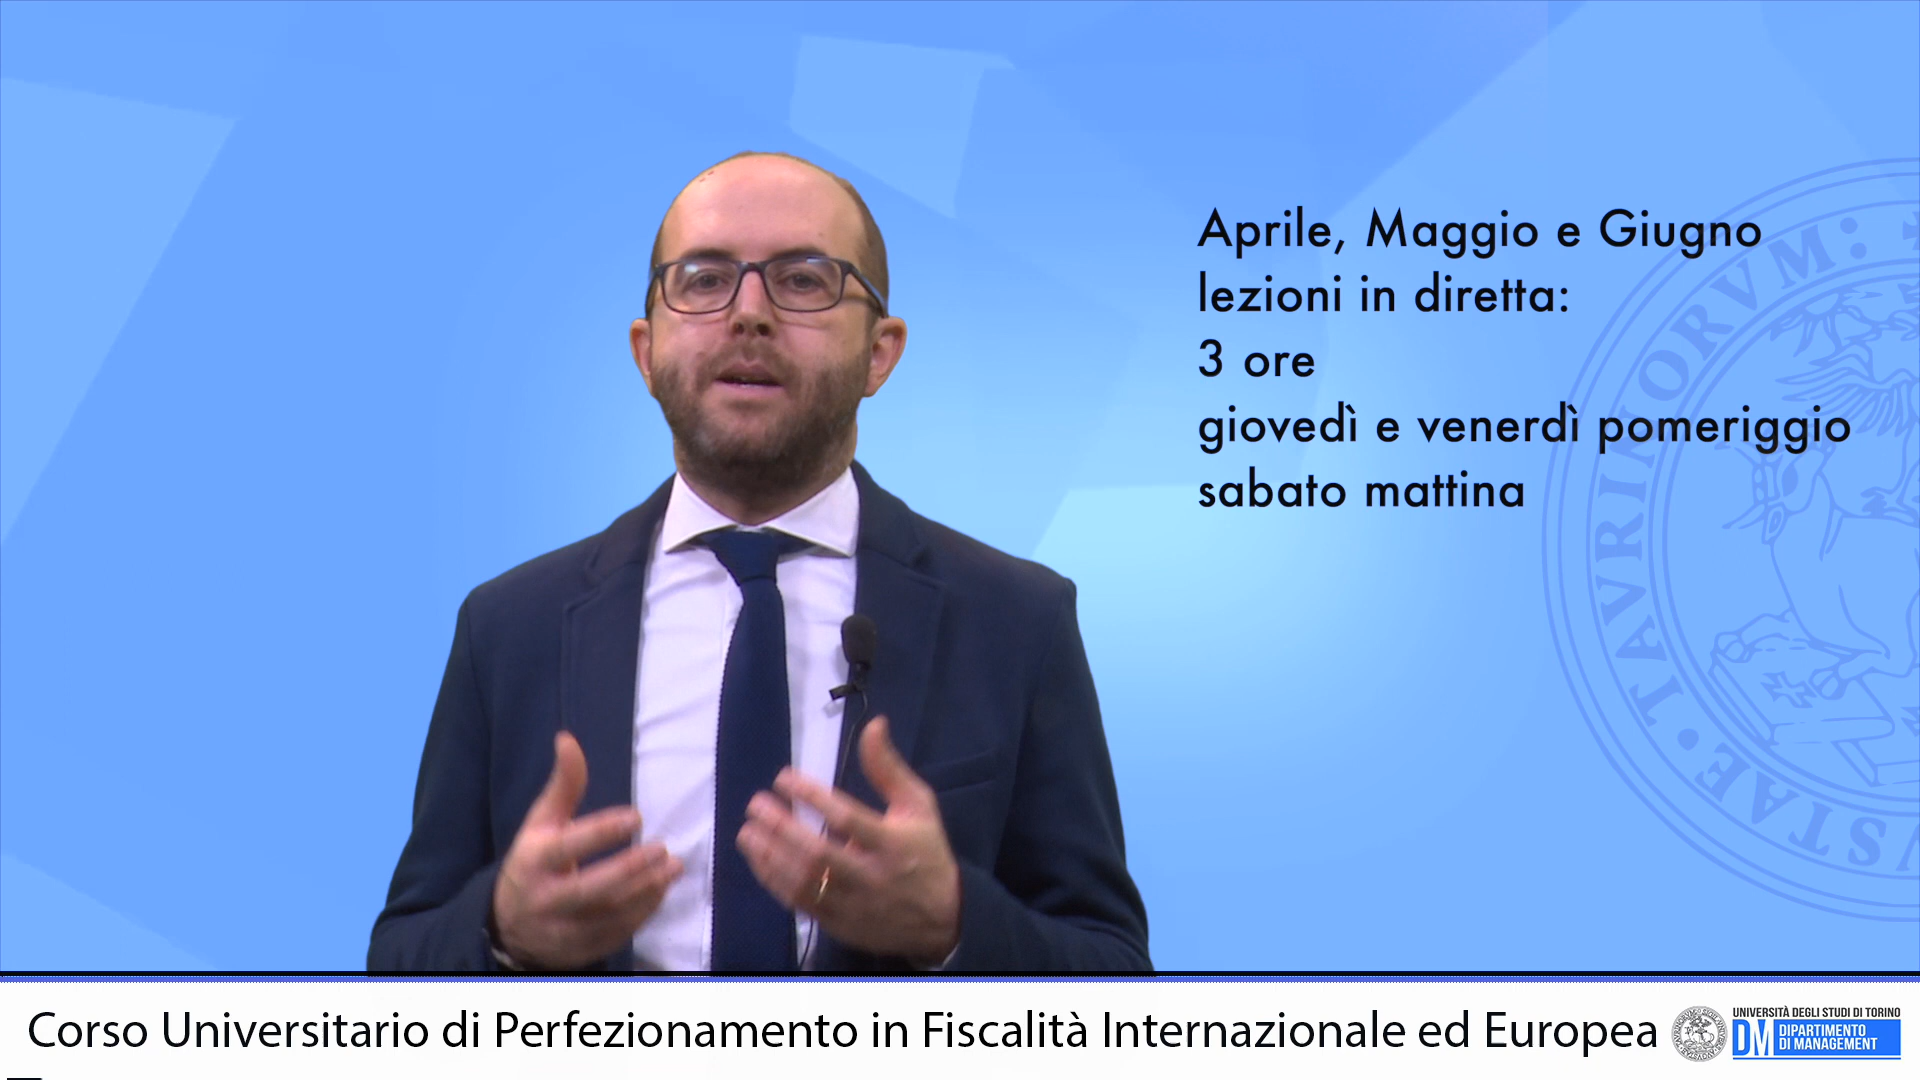 Aprile, Maggio e Giugno
lezioni in diretta:
3 ore
giovedì e venerdì pomeriggio
sabato mattina
TAVRINORVM:
Corso Universitario di Perfezionamento in Fiscalità Internazionale ed Europea
UNIVERSITÀ DEGLI STUDI DI TORINO
DM DIPARTIMENTO
DI MANAGEMENT